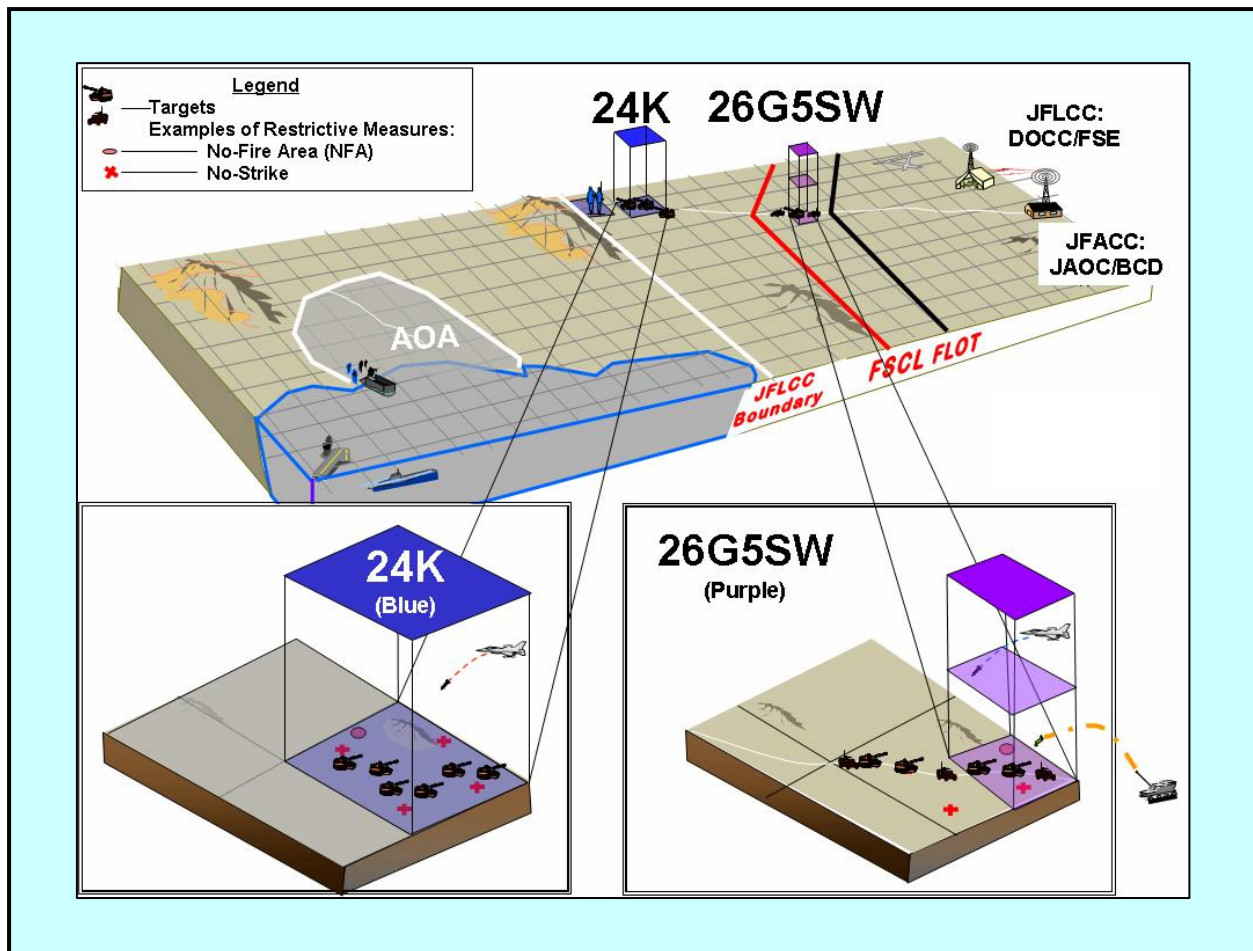 Legend
Targets
Examples of Restrictive Measures:
No-Fire Area (NFA)
No-Strike
24K
26G5SW
JFLCC:
DOCC/FSE
JFACC:
JAOC/BCD
AOA
JFLCC
Boundary
FSCL FLOT
24K
(Blue)
26G5SW
(Purple)